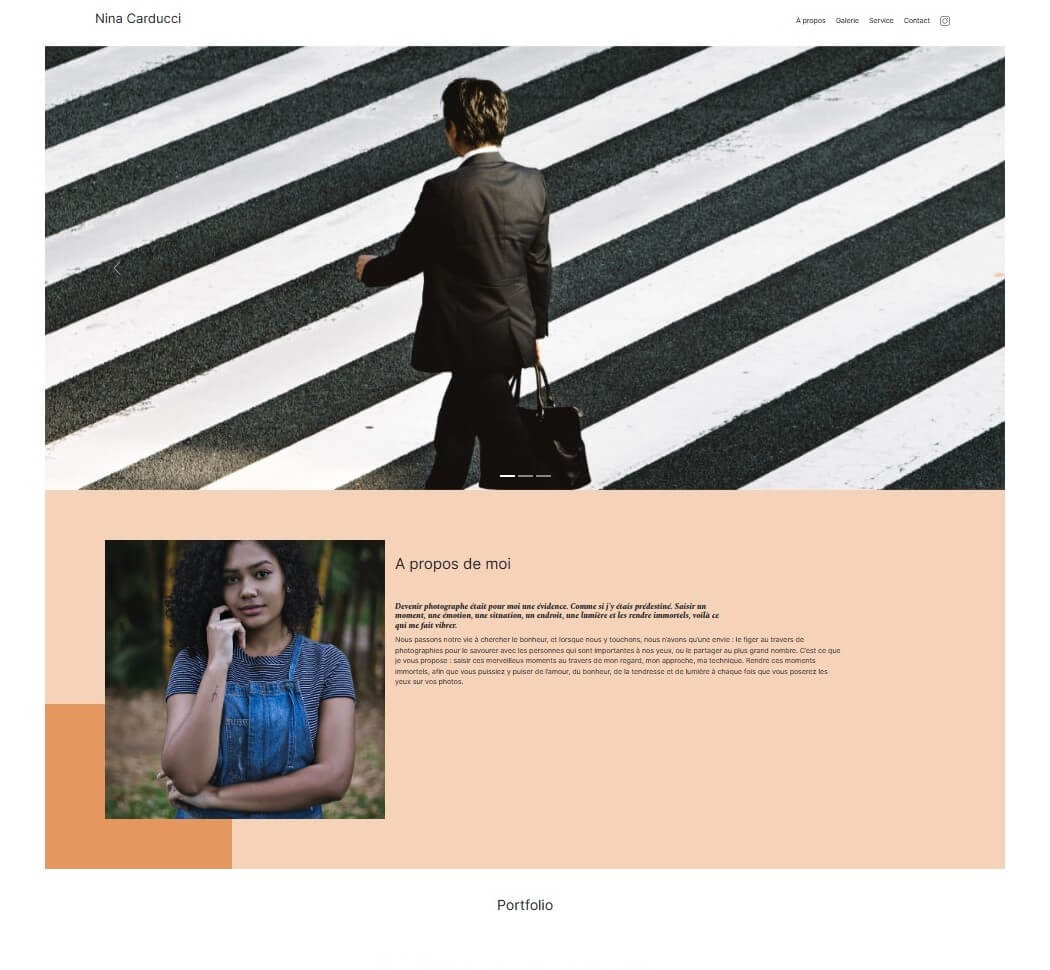 Nina Carducci
À propos Galerie Service Contact
A propos de moi
Devenir photographe était pour moi une évidence. Comme si j'y étais prédestiné. Saisir un
moment, une émotion, une situation, un endroit, une lumière et les rendre immortels, voilà ce
qui me fait vibrer.
Nous passons notre vie à chercher le bonheur, et lorsque nous y touchons, nous n'avons qu'une envie : le figer au travers de
photographies pour le savourer avec les personnes qui sont importantes à nos yeux, ou le partager au plus grand nombre. C'est ce que
je vous propose : saisir ces merveilleux moments au travers de mon regard, mon approche, ma technique. Rendre ces moments
immortels, afin que vous puissiez y puiser de l'amour, du bonheur, de la tendresse et de lumière à chaque fois que vous poserez les
yeux sur vos photos.
Portfolio